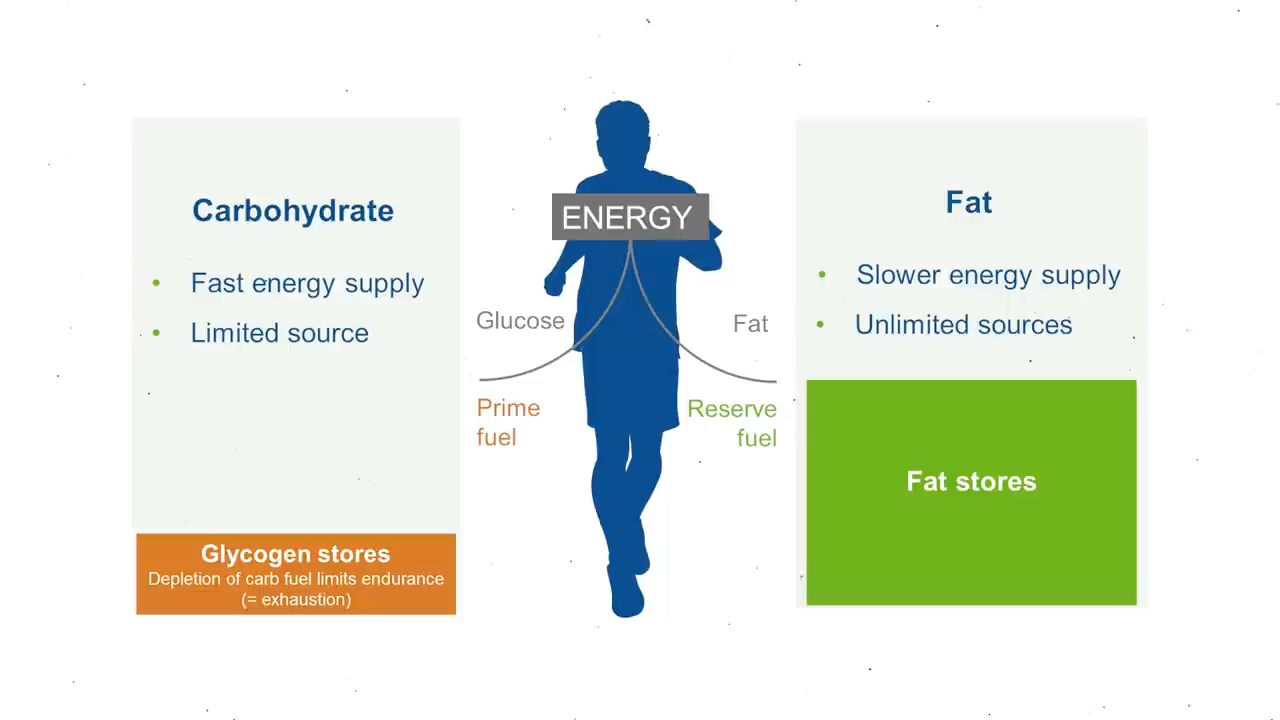 Carbohydrate
• Fast energy supply
• Limited source
Glycogen stores
Depletion of carb fuel limits endurance
(= exhaustion)
ENERGY
Glucose
Fat
Prime
fuel
Reserve
fuel
Fat
• Slower energy supply
• Unlimited sources
Fat stores